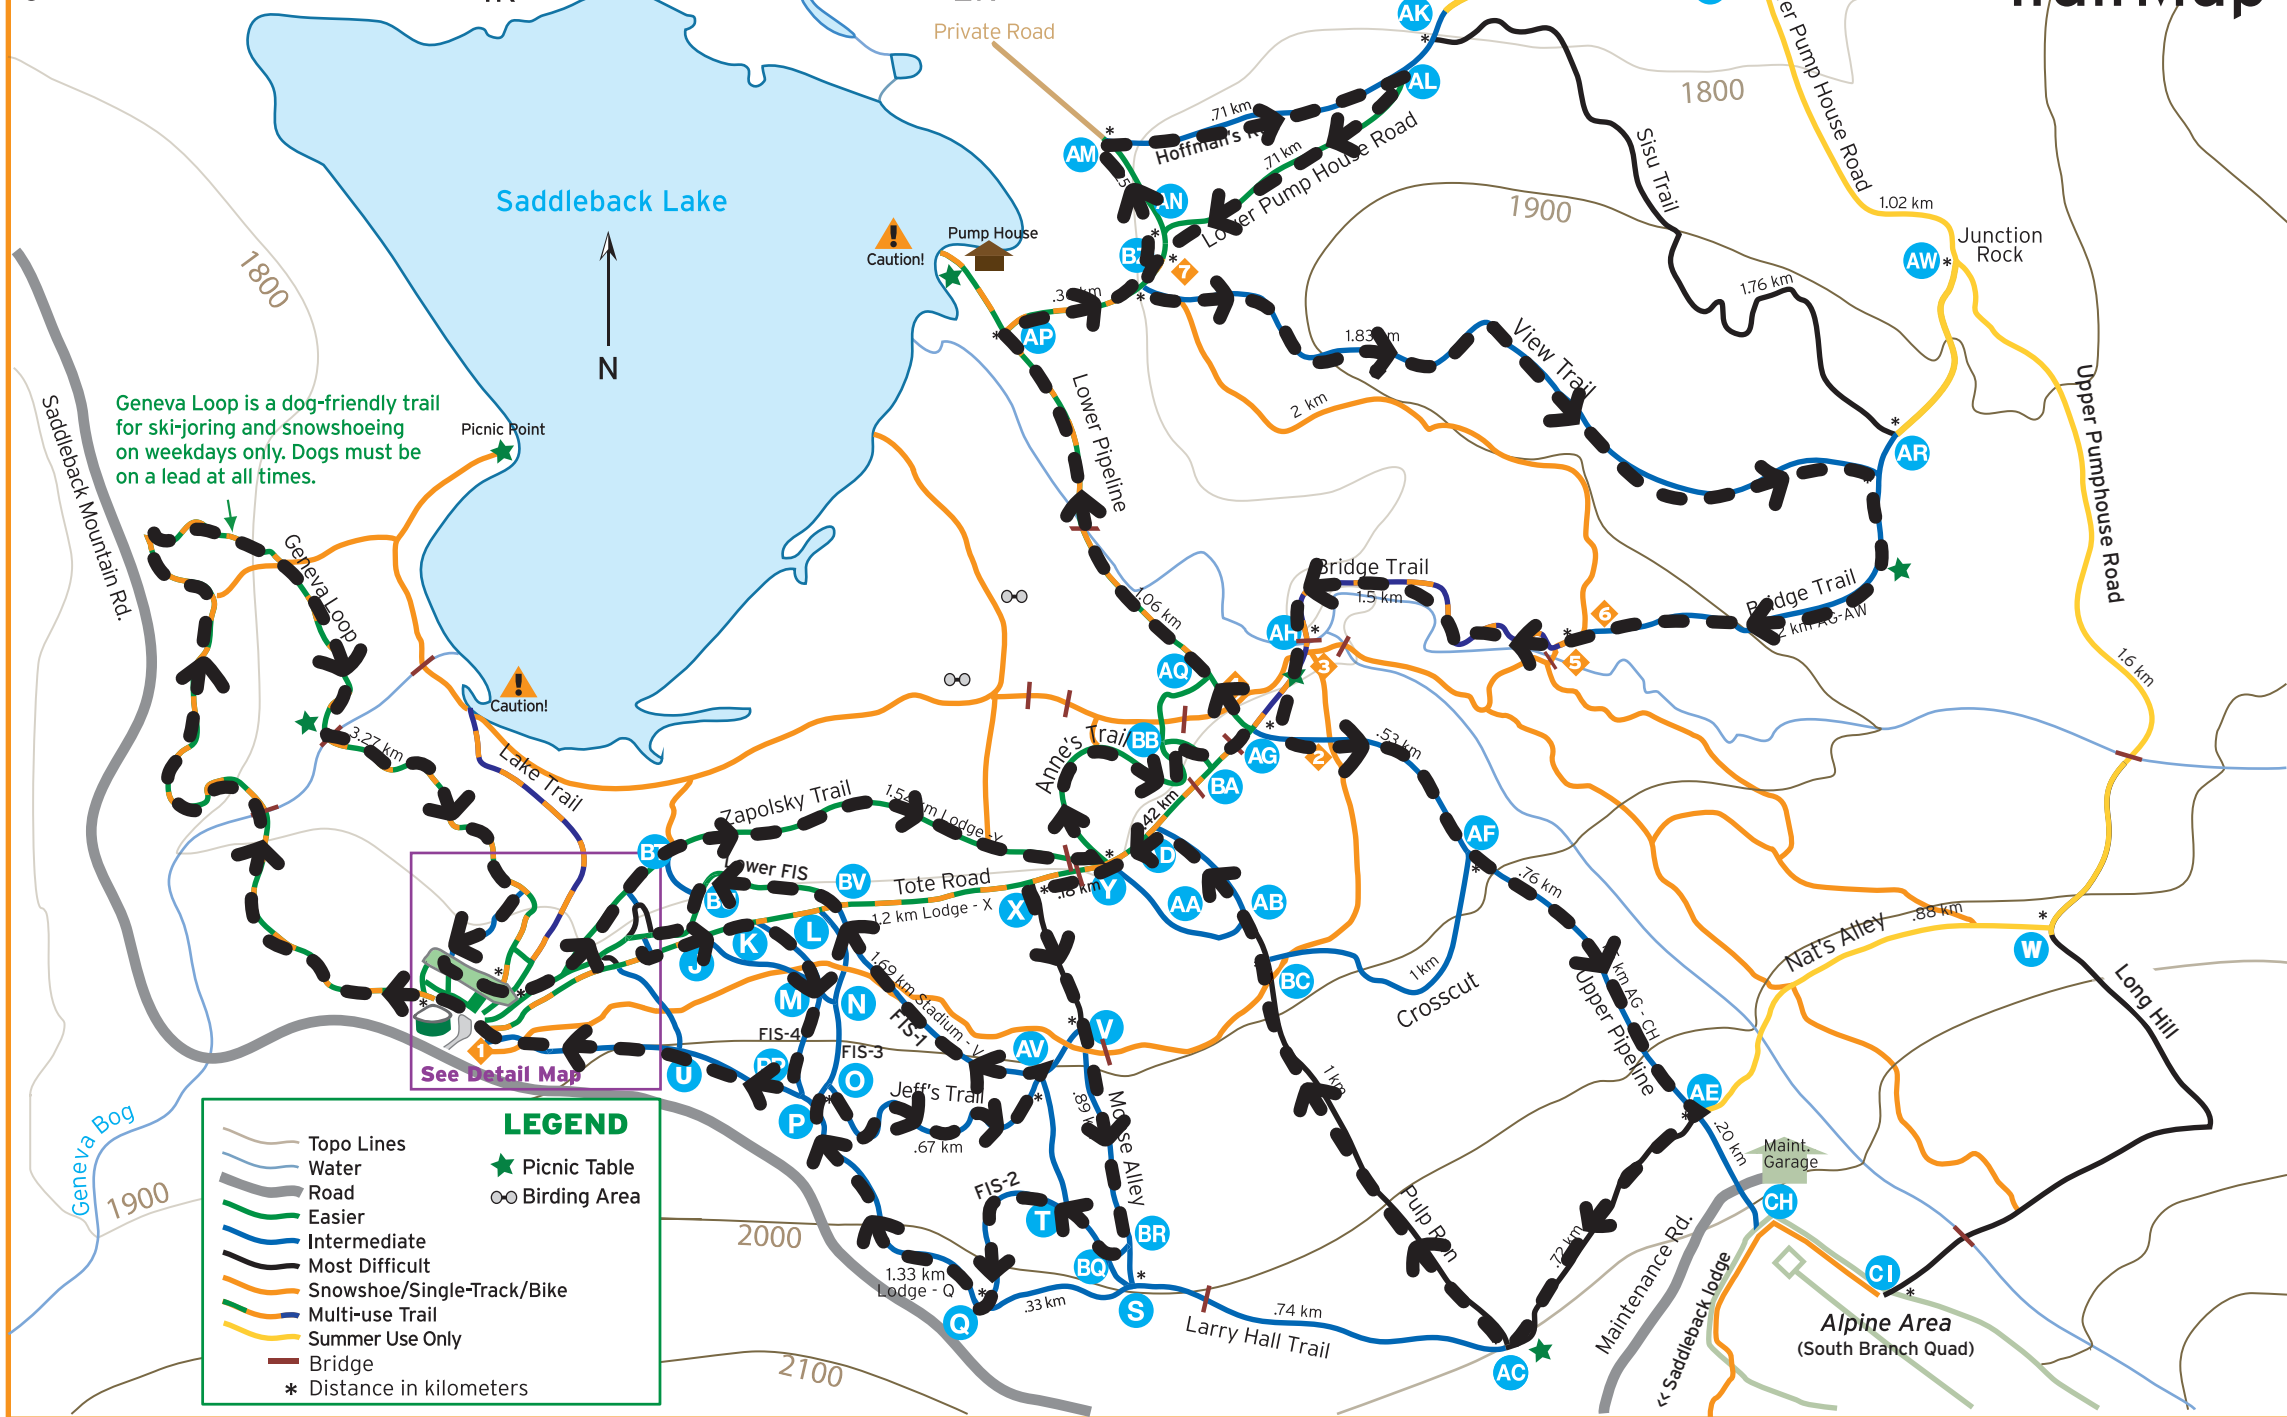 Private Road
AK
Saddleback Lake
N
1800
1800
1900
Sisu Trail
1.02 km
Junction
Rock
AW
AL
.71 km
AM
.71 km
Lower Pump House Road
AN
Pump House
Caution!
7
AP
1.76 km
View Trail
2 km
AR
Upper Pumphouse Road
Geneva Loop is a dog-friendly trail
for ski-joring and snowshoeing
on weekdays only. Dogs must be
on a lead at all times.
Picnic Point
Saddleback Mountain Rd.
Lower Pipeline
Geneva Loop
Bridge Trail
1.5 km
Bridge Trail
6
5
AH
3
1.06 km
AQ
1.6 km
Caution!
3.27 km
Lake Trail
Anne's Trail
BB
AG
2
.53 km
BA
.42 km
Zapolsky Trail
AF
.76 km
BV
Tote Road
1.2 km Lodge - X
X
.18 km
Y
AA
AB
.88 km
Nat's Alley
W
J
K
L
M
N
1.69 km Stadium - V
FIS-1
FIS-4
FIS-3
BC
1 km
Crosscut
Upper Pipeline
Long Hill
V
AV
O
Jeff's Trail
.67 km
P
U
1
See Detail Map
1 km
AE
.20 km
Maint.
Garage
CH
Geneva Bog
1900
LEGEND
Topo Lines
Water
Road
Easier
Intermediate
Most Difficult
Snowshoe/Single-Track/Bike
Multi-use Trail
Summer Use Only
Bridge
* Distance in kilometers
Picnic Table
Birding Area
FIS-2
T
BR
BQ
S
Q
1.33 km
Lodge - Q
.33 km
2000
2100
.74 km
Larry Hall Trail
Pulp Run
.72 km
AC
Maintenance Rd.
<< Saddleback lodge
CI
Alpine Area
(South Branch Quad)